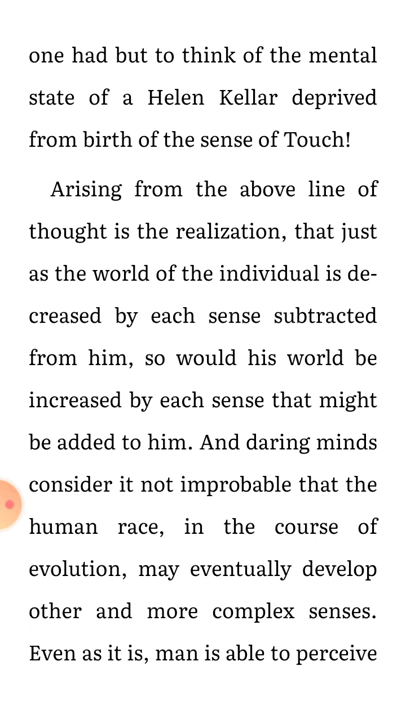 one had but to think of the mental
state of a Helen Kellar deprived
from birth of the sense of Touch!
Arising from the above line of
thought is the realization, that just
as the world of the individual is de-
creased by each sense subtracted
from him, so would his world be
increased by each sense that might
be added to him. And daring minds
consider it not improbable that the
human race, in the course of
evolution, may eventually develop
other and more complex senses.
Even as it is, man is able to perceive